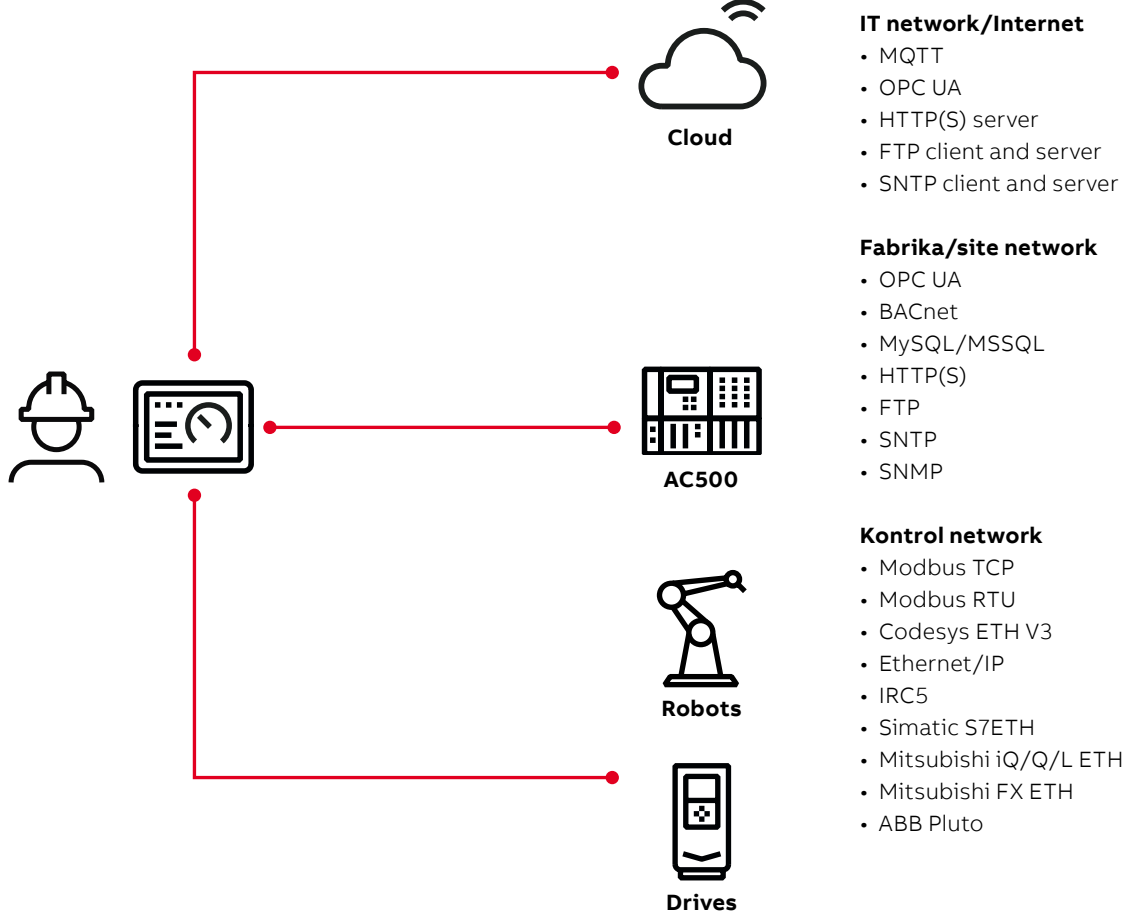 Cloud
AC500
Robots
Drives
IT network/Internet
• MQTT
• OPC UA
• HTTP(S) server
• FTP client and server
• SNTP client and server
Fabrika/site network
• OPC UA
• BACnet
• MySQL/MSSQL
• HTTP(S)
• FTP
• SNTP
• SNMP
Kontrol network
• Modbus TCP
• Modbus RTU
• Codesys ETH V3
• Ethernet/IP
• IRC5
• Simatic S7ETH
• Mitsubishi iQ/Q/L ETH
• Mitsubishi FX ETH
• ABB Pluto